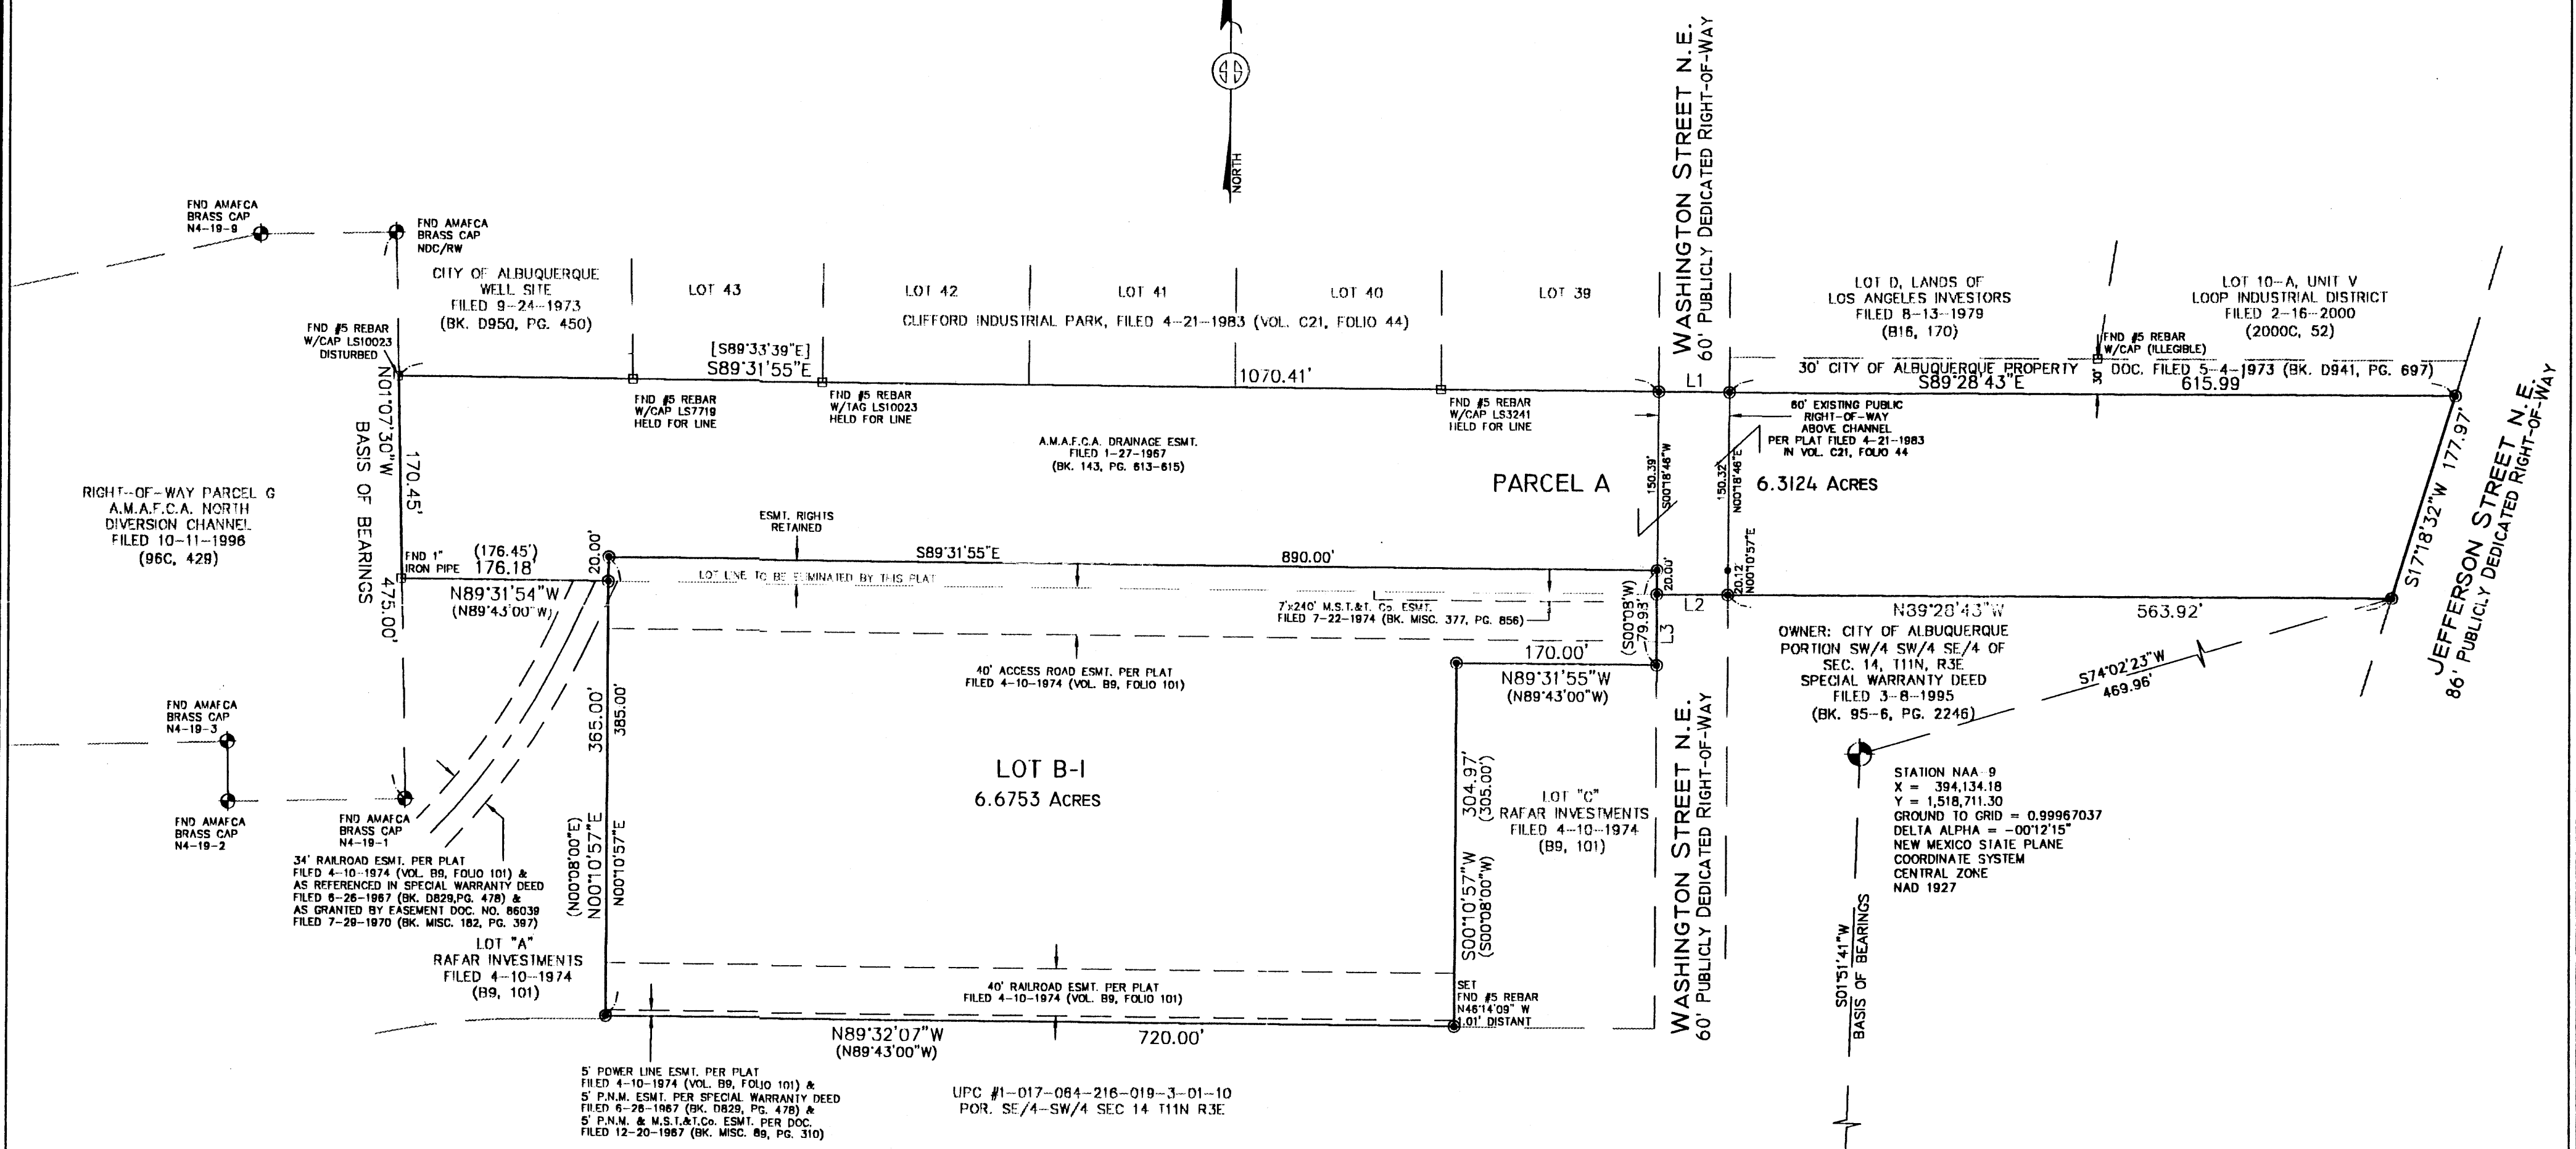 NORTH
WASHINGTON STREET N.E.
60' PUBLICLY DEDICATED RIGHT-OF-WAY
FND AMAFCA
BRASS CAP
N4-19-9
FND AMAFCA
BRASS CAP
NDC/RW
CITY OF ALBUQUERQUE
WELL SITE
FILED 9-24-1973
(BK. D950, PG. 450)
LOT 43
LOT 42
LOT 41
LOT 40
LOT 39
CLIFFORD INDUSTRIAL PARK, FILED 4-21-1983 (VOL. C21, FOLIO 44)
LOT D, LANDS OF
LOS ANGELES INVESTORS
FILED 8-13-1979
(B16, 170)
LOT 10-A, UNIT V
LOOP INDUSTRIAL DISTRICT
FILED 2-16-2000
(2000C, 52)
FND #5 REBAR
W/CAP LS10023
DISTURBED
[S89°33'39"E]
S89°31'55"E
1070.41'
L1
FND #5 REBAR
W/CAP (ILLEGIBLE)
30' CITY OF ALBUQUERQUE PROPERTY
30'
DOC. FILED 5-4-1973 (BK. D941, PG. 697)
S89°28'43"E
615.99
FND #5 REBAR
W/CAP LS7719
HELD FOR LINE
FND #5 REBAR
W/TAG LS10023
HELD FOR LINE
FND #5 REBAR
W/CAP LS3241
HELD FOR LINE
60' EXISTING PUBLIC
RIGHT-OF-WAY
ABOVE CHANNEL
PER PLAT FILED 4-21-1983
IN VOL. C21, FOLIO 44
N01°07'30"W
BASIS OF BEARINGS
170.45'
475.00'
A.M.A.F.C.A. DRAINAGE ESMT.
FILED 1-27-1967
(BK. 143, PG. 613-615)
PARCEL A
6.3124 ACRES
150.39'
S00°18'46"W
150.32'
N00°18'46"E
S17°18'32"W 177.97'
JEFFERSON STREET N.E.
86' PUBLICLY DEDICATED RIGHT-OF-WAY
RIGHT-OF-WAY PARCEL G
A.M.A.F.C.A. NORTH
DIVERSION CHANNEL
FILED 10-11-1996
(96C, 429)
ESMT. RIGHTS
RETAINED
FND 1"
IRON PIPE
(176.45')
176.18'
N89°31'54"W
(N89°43'00"W)
20.00'
S89°31'55"E
890.00'
LOT LINE TO BE ELIMINATED BY THIS PLAT
7'x240' M.S.T.&T. Co. ESMT.
FILED 7-22-1974 (BK. MISC. 377, PG. 856)
(S00°08'W)
79.93'
20.00'
L3
L2
20.12'
N00°10'57"E
N89°28'43"W
563.92'
OWNER: CITY OF ALBUQUERQUE
PORTION SW/4 SW/4 SE/4 OF
SEC. 14, T11N, R3E
SPECIAL WARRANTY DEED
FILED 3-8-1995
(BK. 95-6, PG. 2246)
S74°02'23"W
469.96'
40' ACCESS ROAD ESMT. PER PLAT
FILED 4-10-1974 (VOL. B9, FOLIO 101)
170.00'
N89°31'55"W
(N89°43'00"W)
FND AMAFCA
BRASS CAP
N4-19-3
FND AMAFCA
BRASS CAP
N4-19-2
FND AMAFCA
BRASS CAP
N4-19-1
34' RAILROAD ESMT. PER PLAT
FILED 4-10-1974 (VOL. B9, FOLIO 101) &
AS REFERENCED IN SPECIAL WARRANTY DEED
FILED 6-26-1967 (BK. D829,PG. 478) &
AS GRANTED BY EASEMENT DOC. NO. 86039
FILED 7-29-1970 (BK. MISC. 182, PG. 397)
LOT "A"
RAFAR INVESTMENTS
FILED 4-10-1974
(B9, 101)
(N00°08'00"E)
N00°10'57"E
365.00'
385.00'
N00°10'57"E
LOT B-1
6.6753 ACRES
304.97'
(305.00')
S00°10'57"W
(S00°08'00"W)
LOT "C"
RAFAR INVESTMENTS
FILED 4-10-1974
(B9, 101)
WASHINGTON STREET N.E.
60' PUBLICLY DEDICATED RIGHT-OF-WAY
STATION NAA 9
X = 394,134.18
Y = 1,518,711.30
GROUND TO GRID = 0.99967037
DELTA ALPHA = -00°12'15"
NEW MEXICO STATE PLANE
COORDINATE SYSTEM
CENTRAL ZONE
NAD 1927
S01°51'41"W
BASIS OF BEARINGS
40' RAILROAD ESMT. PER PLAT
FILED 4-10-1974 (VOL. B9, FOLIO 101)
SET
FND #5 REBAR
N46°14'09" W
1.01' DISTANT
N89°32'07"W
(N89°43'00"W)
720.00'
5' POWER LINE ESMT. PER PLAT
FILED 4-10-1974 (VOL. B9, FOLIO 101) &
5' P.N.M. ESMT. PER SPECIAL WARRANTY DEED
FILED 6-26-1967 (BK. D829, PG. 478) &
5' P.N.M. & M.S.T.&T.Co. ESMT. PER DOC.
FILED 12-20-1967 (BK. MISC. 89, PG. 310)
UPC #1-017-064-216-019-3-01-10
POR. SE/4-SW/4 SEC 14 T11N R3E